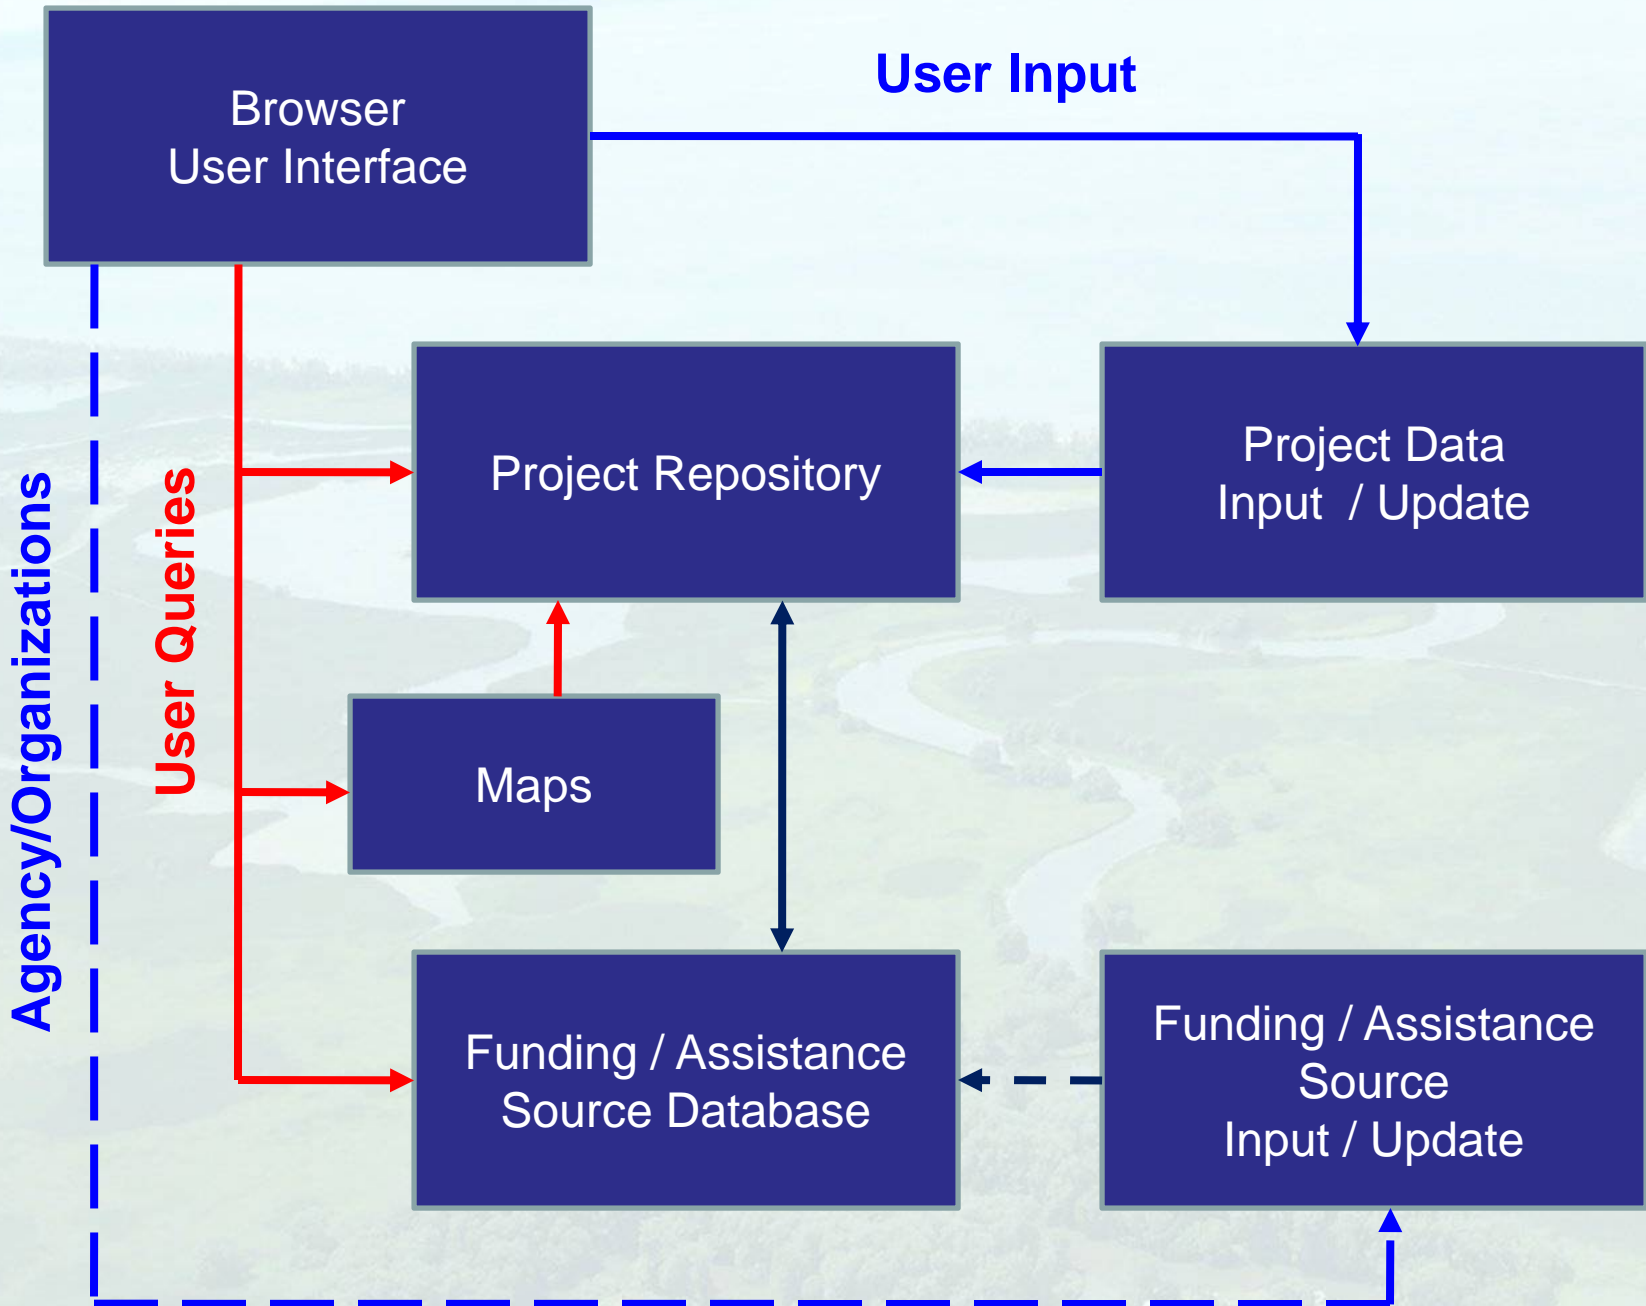 Browser
User Interface
User Input
Project Repository
Project Data
Input / Update
Agency/Organizations
User Queries
Maps
Funding / Assistance
Source Database
Funding / Assistance
Source
Input / Update